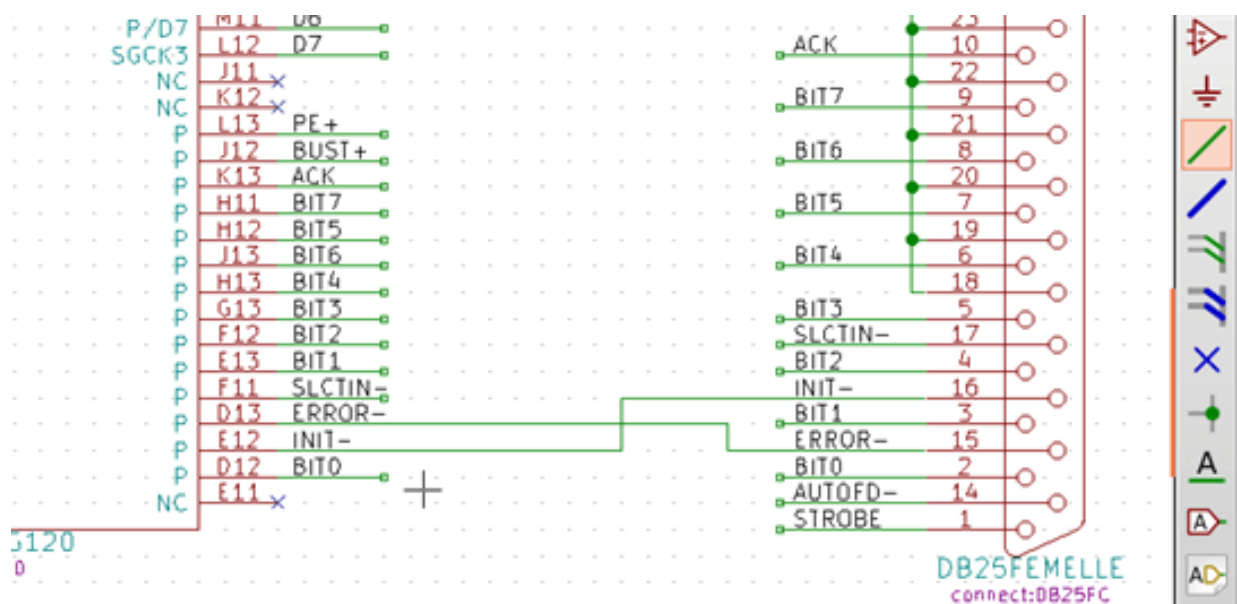 M11 D6
P/D7
L12 D7
SGCK3
J11
NC
K12
NC
L13 PE+
P
J12 BUST+
P
K13 ACK
P
H11 BIT7
P
H12 BIT5
P
J13 BIT6
P
H13 BIT4
P
G13 BIT3
P
F12 BIT2
P
E13 BIT1
P
F11 SLCTIN-
P
D13 ERROR-
P
E12 INIT-
P
D12 BIT0
P
E11
NC
23
ACK 10
22
BIT7 9
21
BIT6 8
20
BIT5 7
19
BIT4 6
18
BIT3 5
SLCTIN- 17
BIT2 4
INIT- 16
BIT1 3
ERROR- 15
BIT0 2
AUTOFD- 14
STROBE 1
DB25FEMELLE
connect:DB25FC
A
A
AD